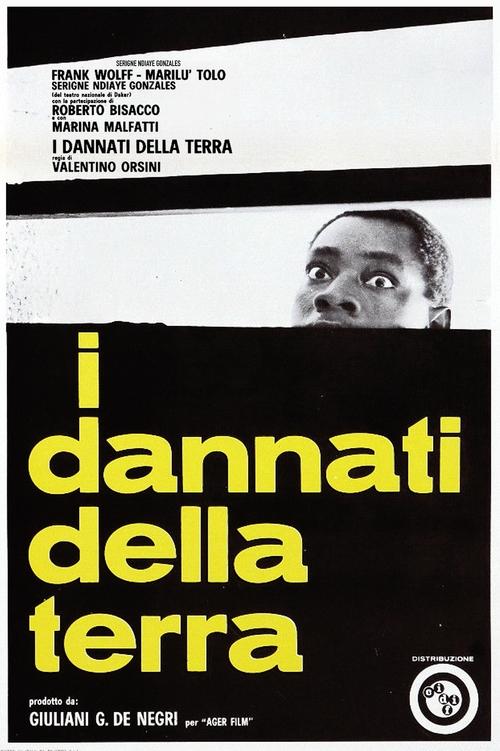 SERIGNE NDIAYE GONZALES
FRANK WOLFF - MARILU' TOLO
SERIGNE NDIAYE GONZALES
(del teatro nazionale di Dakar)
con la partecipazione di
ROBERTO BISACCO
e con
MARINA MALFATTI
I DANNATI DELLA TERRA
regia di
VALENTINO ORSINI
i
dannati
della
terra
DISTRIBUZIONE
cidif
prodotto da:
GIULIANI G. DE NEGRI per "AGER FILM"